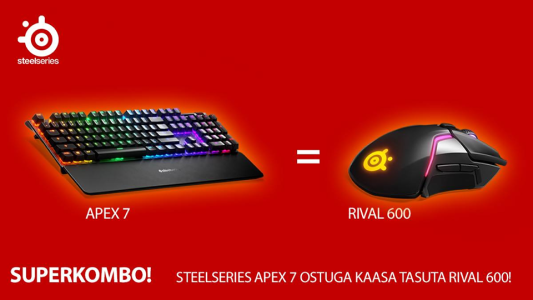 steelseries
APEX 7
=
RIVAL 600
SUPERKOMBO! STEELSERIES APEX 7 OSTUGA KAASA TASUTA RIVAL 600!